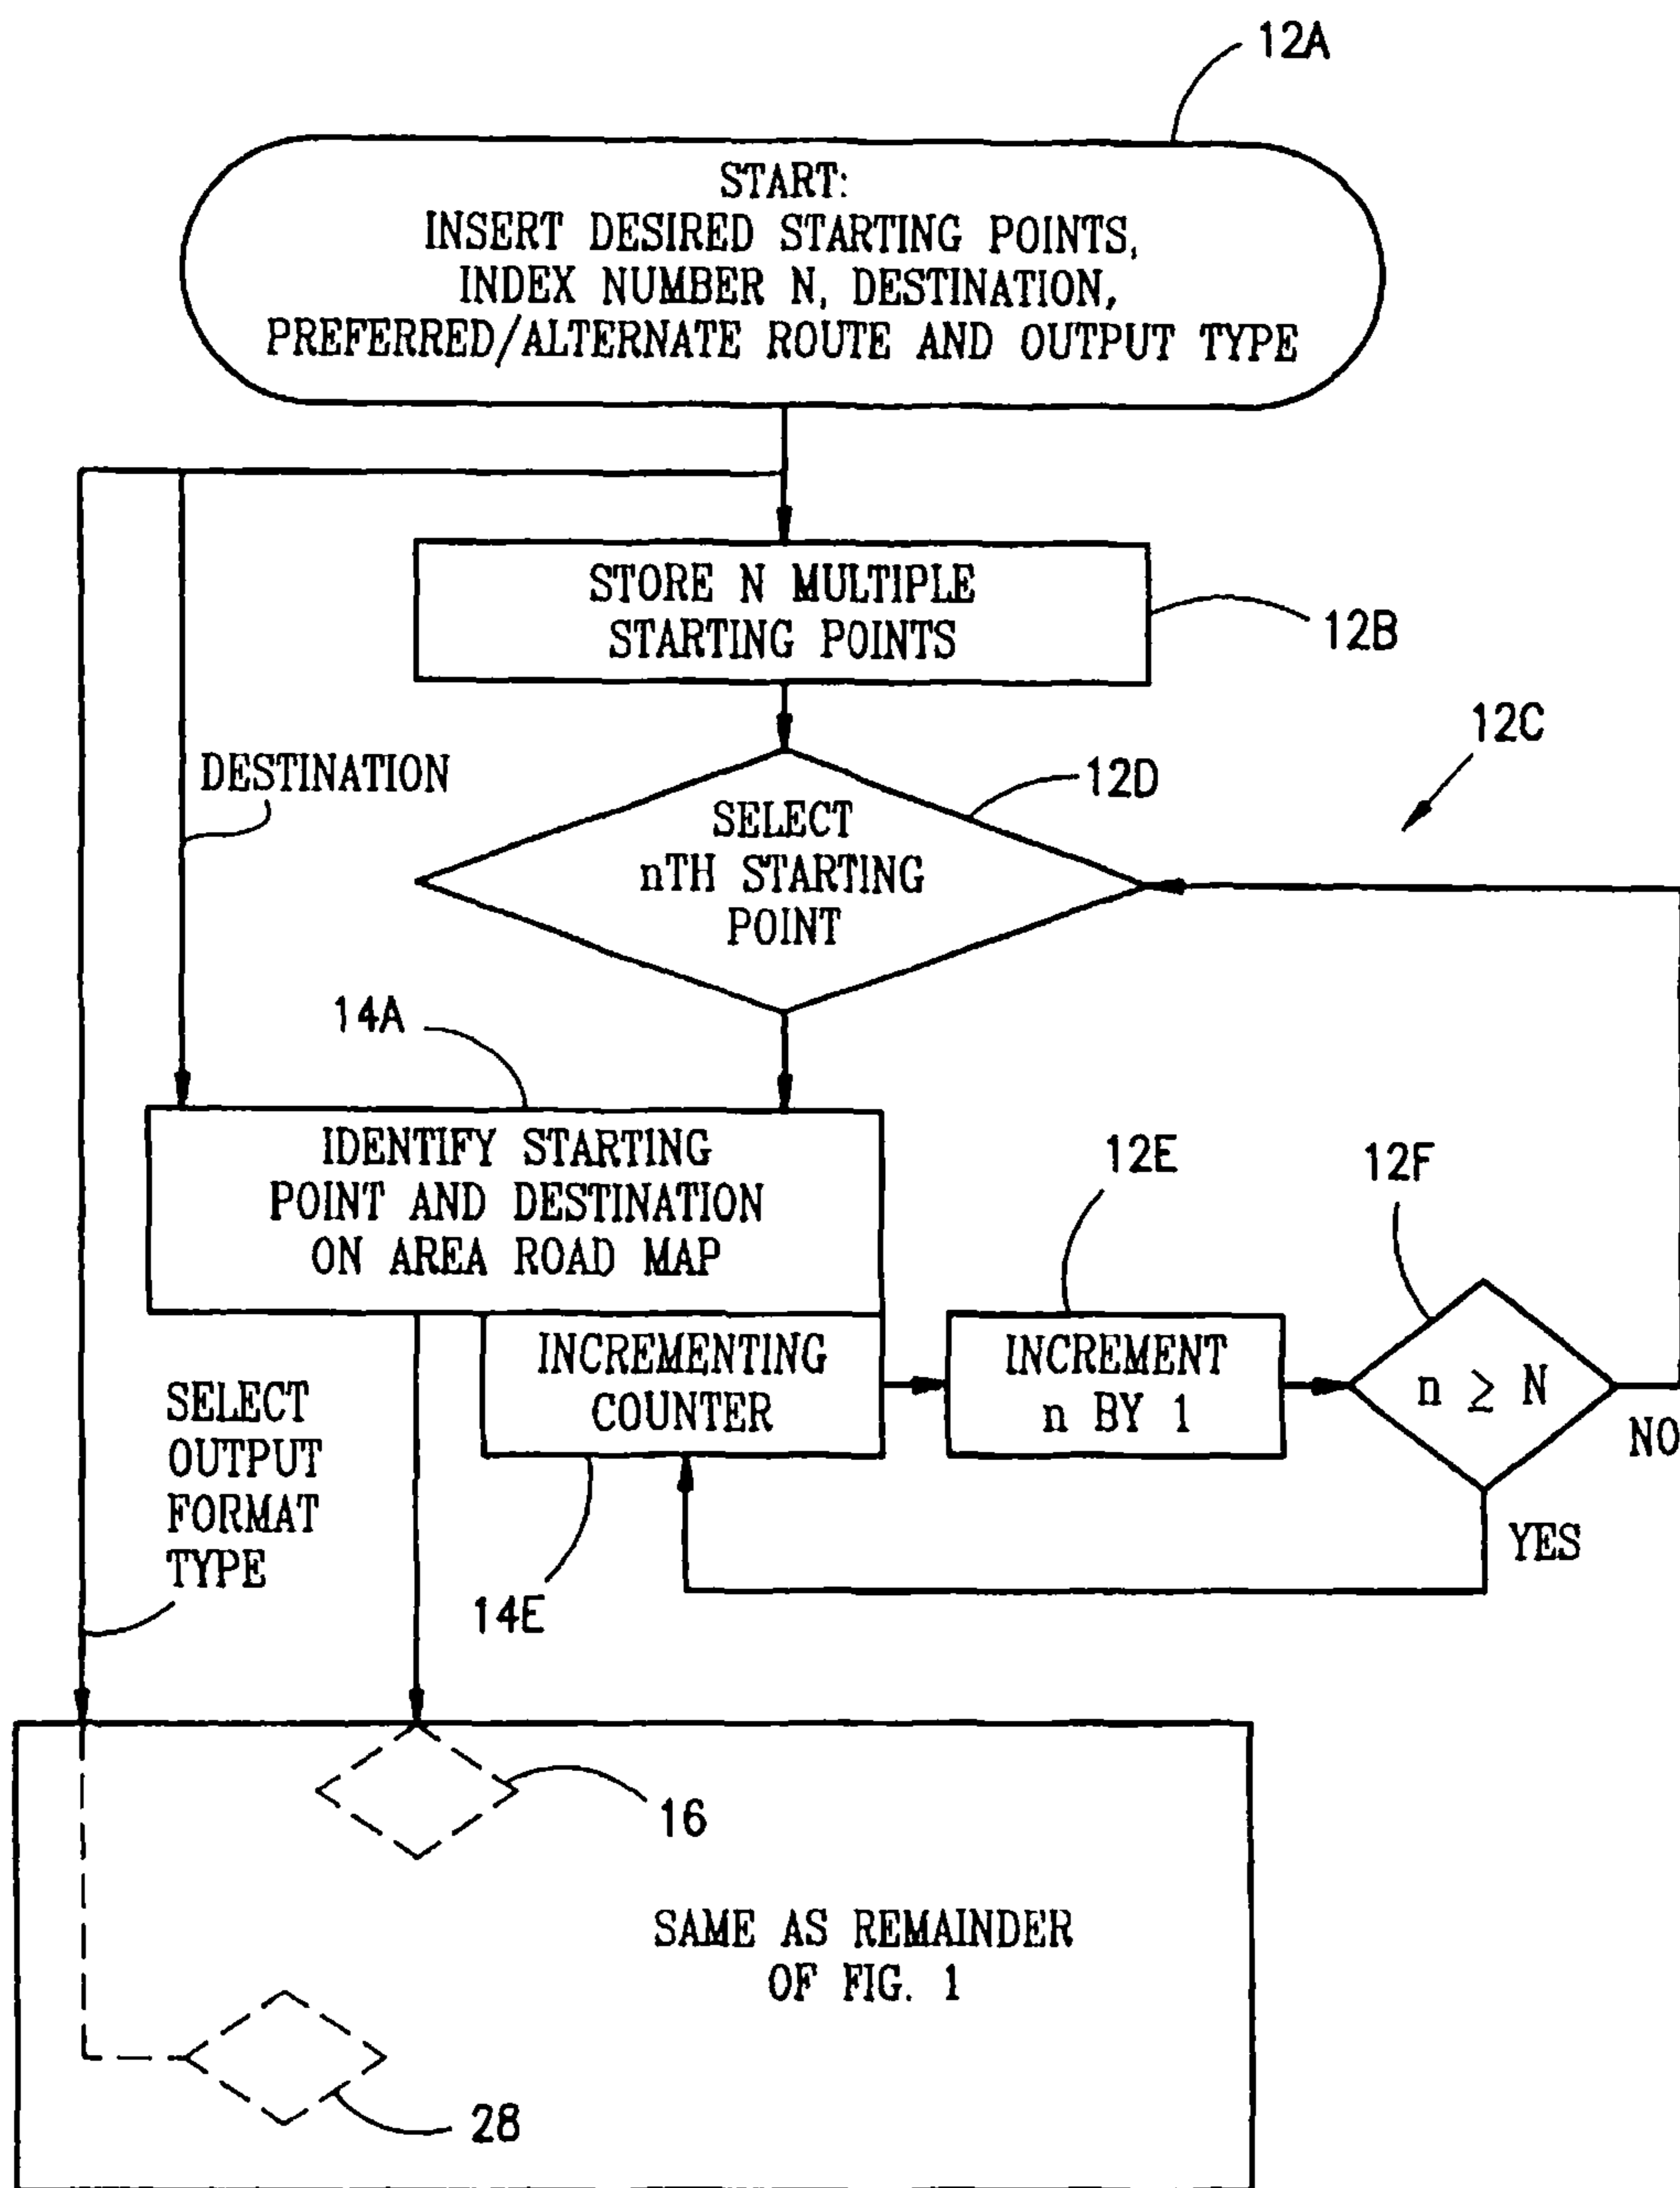 12A
START:
INSERT DESIRED STARTING POINTS,
INDEX NUMBER N, DESTINATION,
PREFERRED/ALTERNATE ROUTE AND OUTPUT TYPE
STORE N MULTIPLE
STARTING POINTS
12B
12C
DESTINATION
12D
SELECT
nTH STARTING
POINT
14A
IDENTIFY STARTING
POINT AND DESTINATION
ON AREA ROAD MAP
12E
12F
INCREMENTING
COUNTER
INCREMENT
n BY 1
n ≥ N
NO
YES
14E
SELECT
OUTPUT
FORMAT
TYPE
16
SAME AS REMAINDER
OF FIG. 1
28